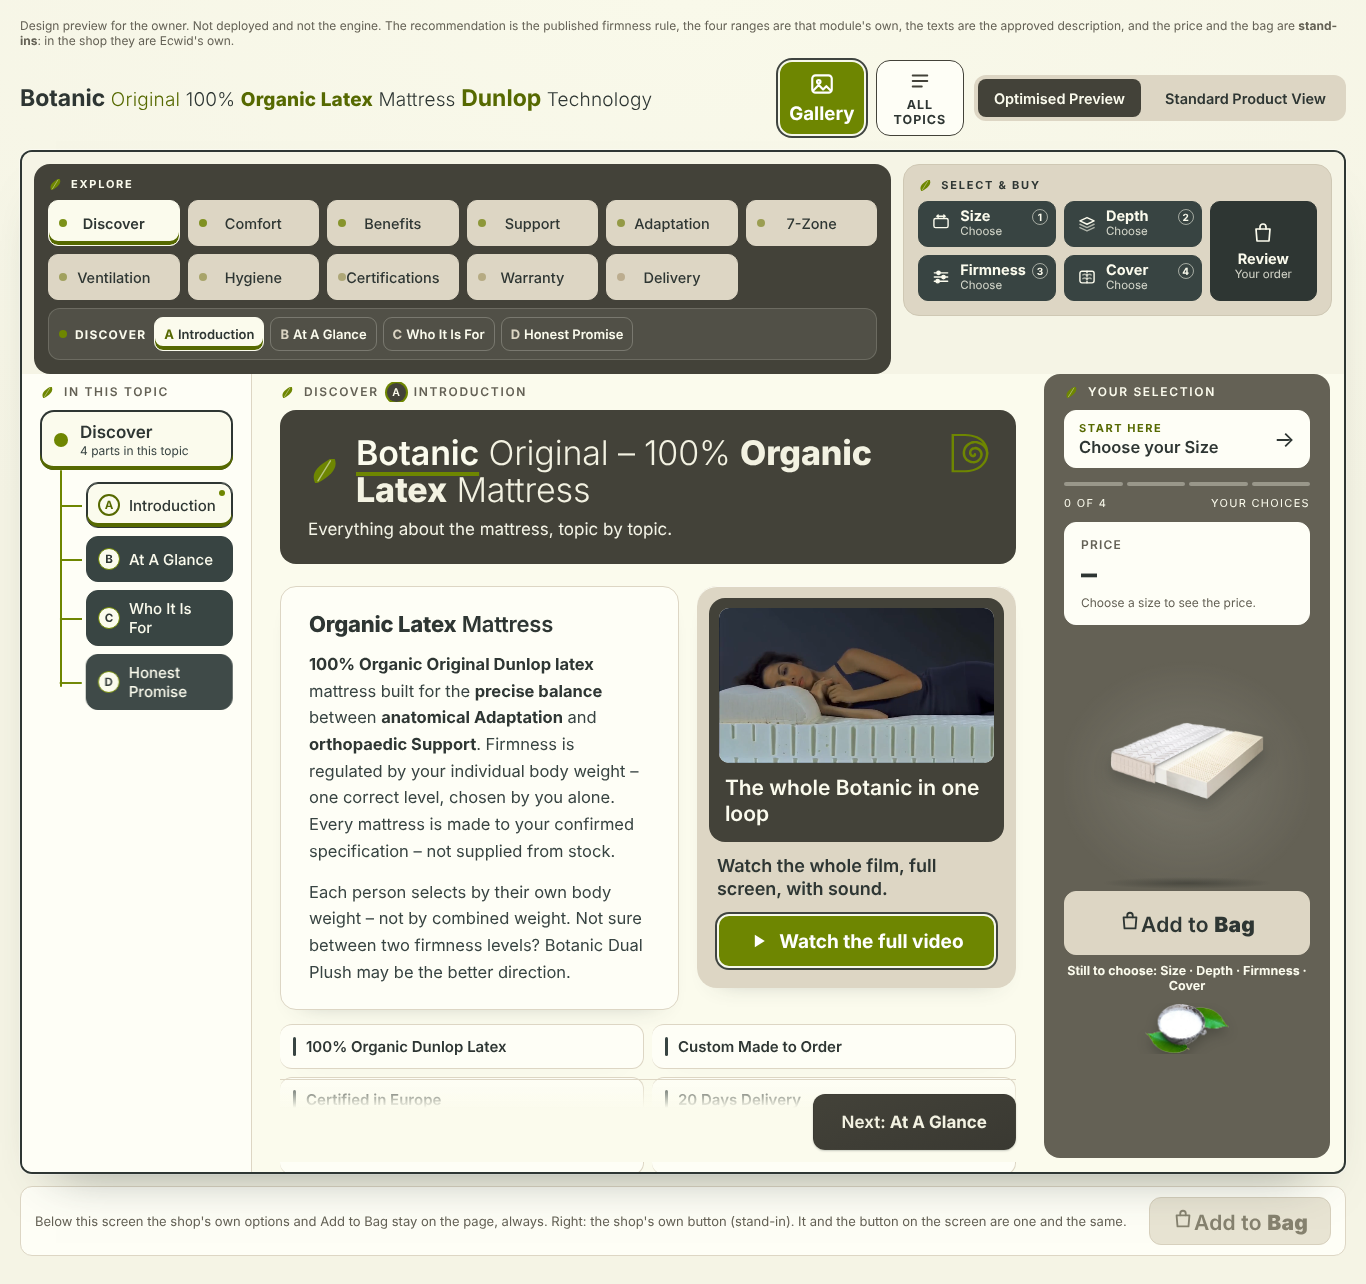 Design preview for the owner. Not deployed and not the engine. The recommendation is the published firmness rule, the four ranges are that module's own, the texts are the approved description, and the price and the bag are stand-
ins: in the shop they are Ecwid's own.
Botanic Original 100% Organic Latex Mattress Dunlop Technology
Gallery
ALL
TOPICS
Optimised Preview
Standard Product View
EXPLORE
Discover
Comfort
Benefits
Support
Adaptation
7-Zone
Ventilation
Hygiene
Certifications
Warranty
Delivery
DISCOVER
A Introduction
B At A Glance
C Who It Is For
D Honest Promise
SELECT & BUY
Size 1
Choose
Depth 2
Choose
Firmness 3
Choose
Cover 4
Choose
Review
Your order
IN THIS TOPIC
Discover
4 parts in this topic
A Introduction
B At A Glance
C Who It Is
For
D Honest
Promise
DISCOVER A INTRODUCTION
Botanic Original – 100% Organic
Latex Mattress
Everything about the mattress, topic by topic.
Organic Latex Mattress
100% Organic Original Dunlop latex
mattress built for the precise balance
between anatomical Adaptation and
orthopaedic Support. Firmness is
regulated by your individual body weight –
one correct level, chosen by you alone.
Every mattress is made to your confirmed
specification – not supplied from stock.
Each person selects by their own body
weight – not by combined weight. Not sure
between two firmness levels? Botanic Dual
Plush may be the better direction.
The whole Botanic in one
loop
Watch the whole film, full
screen, with sound.
Watch the full video
100% Organic Dunlop Latex
Custom Made to Order
Certified in Europe
20 Days Delivery
Next: At A Glance
YOUR SELECTION
START HERE
Choose your Size
0 OF 4
YOUR CHOICES
PRICE
–
Choose a size to see the price.
Add to Bag
Still to choose: Size · Depth · Firmness ·
Cover
Below this screen the shop's own options and Add to Bag stay on the page, always. Right: the shop's own button (stand-in). It and the button on the screen are one and the same.
Add to Bag